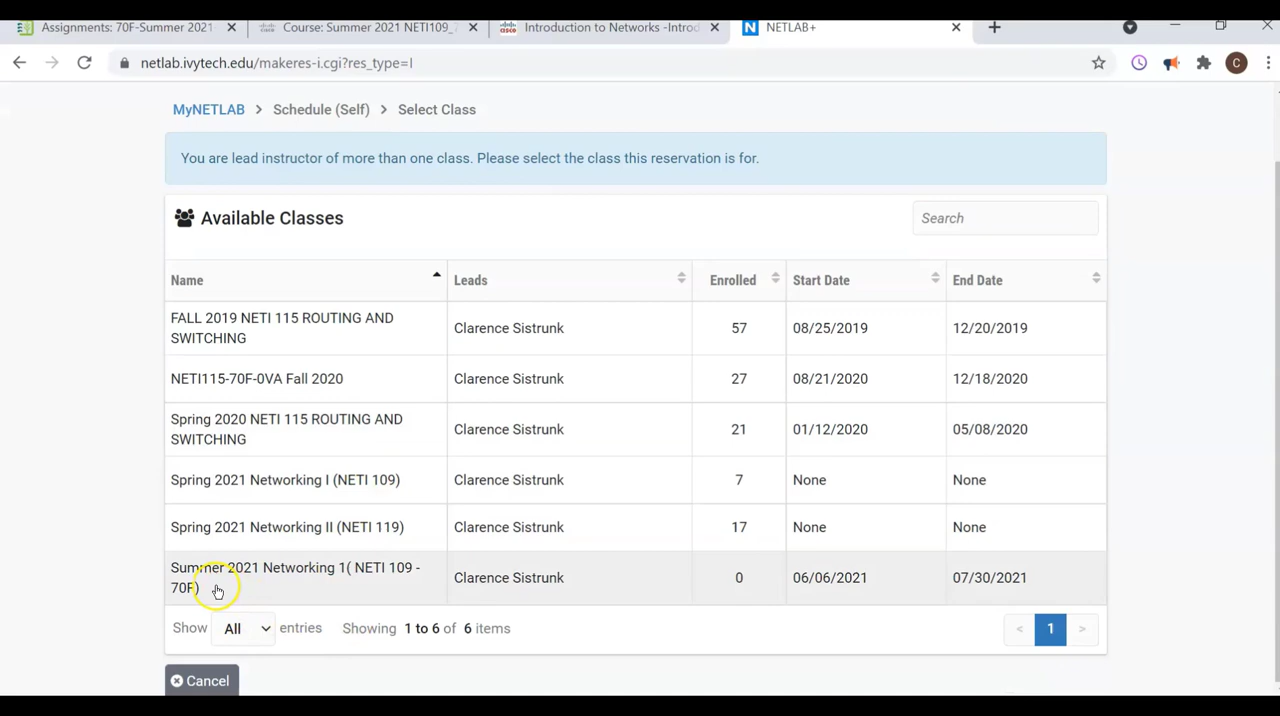 Assignments: 70F-Summer 2021
Course: Summer 2021 NETI109_7
cisco
Introduction to Networks -Introd
N
NETLAB+
netlab.ivytech.edu/makeres-i.cgi?res_type=I
C
MyNETLAB > Schedule (Self) > Select Class
You are lead instructor of more than one class. Please select the class this reservation is for.
Available Classes
Search
Name Leads Enrolled Start Date End Date
FALL 2019 NETI 115 ROUTING AND
SWITCHING
Clarence Sistrunk 57 08/25/2019 12/20/2019
NETI115-70F-0VA Fall 2020 Clarence Sistrunk 27 08/21/2020 12/18/2020
Spring 2020 NETI 115 ROUTING AND
SWITCHING
Clarence Sistrunk 21 01/12/2020 05/08/2020
Spring 2021 Networking I (NETI 109) Clarence Sistrunk 7 None None
Spring 2021 Networking II (NETI 119) Clarence Sistrunk 17 None None
Summer 2021 Networking 1( NETI 109 -
70F)
Clarence Sistrunk 0 06/06/2021 07/30/2021
Show All entries Showing 1 to 6 of 6 items
< 1 >
Cancel